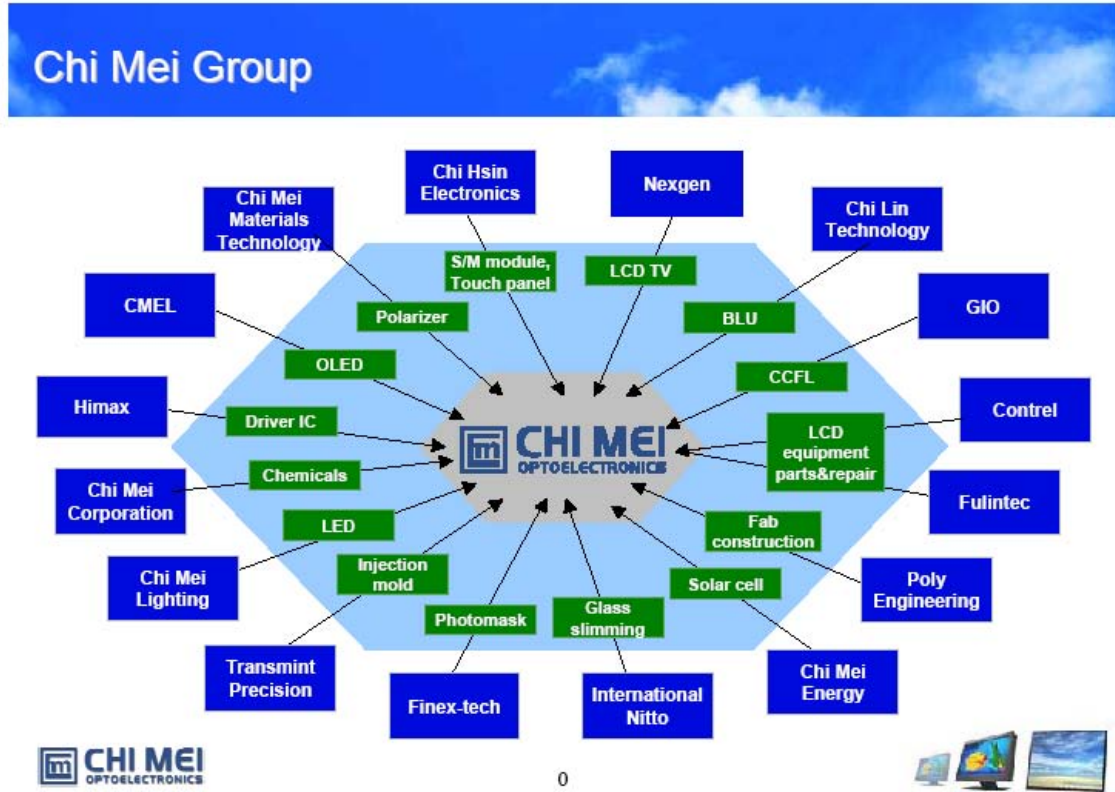 Chi Mei Group
Chi Hsin
Electronics
Nexgen
Chi Mei
Materials
Technology
Chi Lin
Technology
S/M module,
Touch panel
LCD TV
CMEL
Polarizer
BLU
GIO
OLED
CCFL
Himax
Driver IC
CHI MEI
OPTOELECTRONICS
LCD
equipment
parts&repair
Contrel
Chi Mei
Corporation
Chemicals
Fulintec
LED
Fab
construction
Chi Mei
Lighting
Injection
mold
Solar cell
Poly
Engineering
Photomask
Glass
slimming
Transmint
Precision
Finex-tech
International
Nitto
Chi Mei
Energy
CHI MEI
OPTOELECTRONICS
0